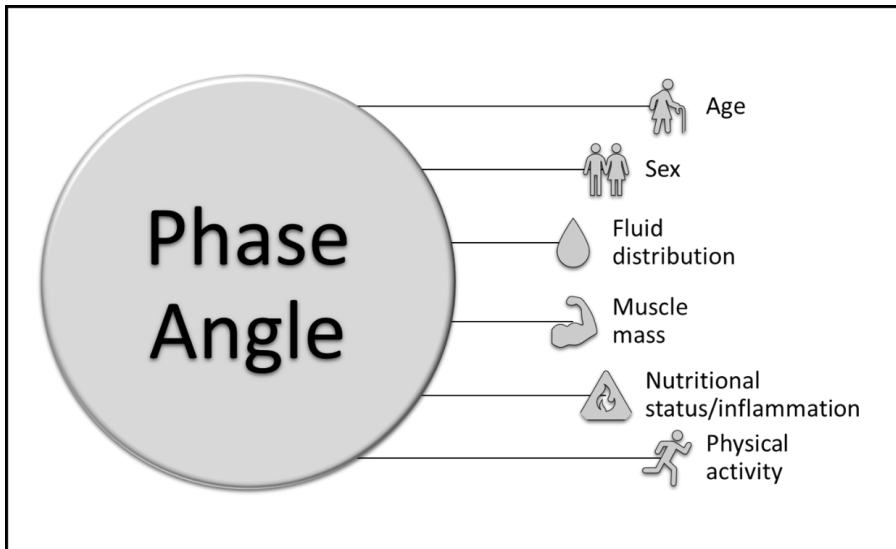 Phase
Angle
Age
Sex
Fluid
distribution
Muscle
mass
Nutritional
status/inflammation
Physical
activity